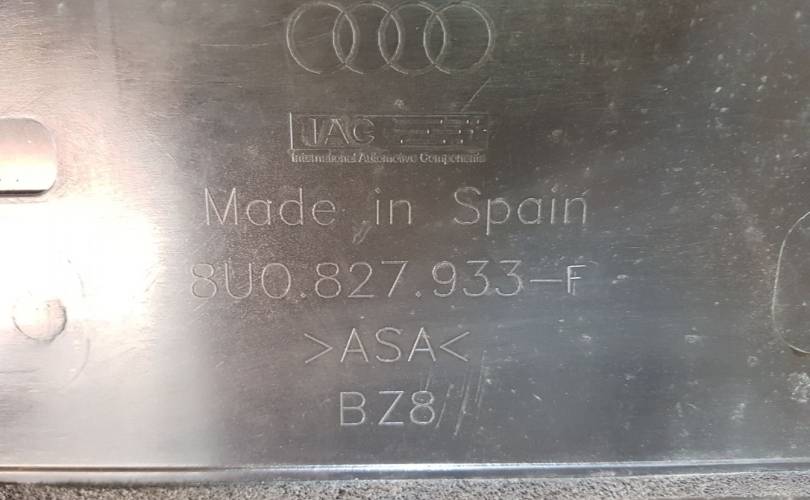 IAC
International Automotive Components
Made in Spain
8U0.827.933-F
>ASA<
BZ8